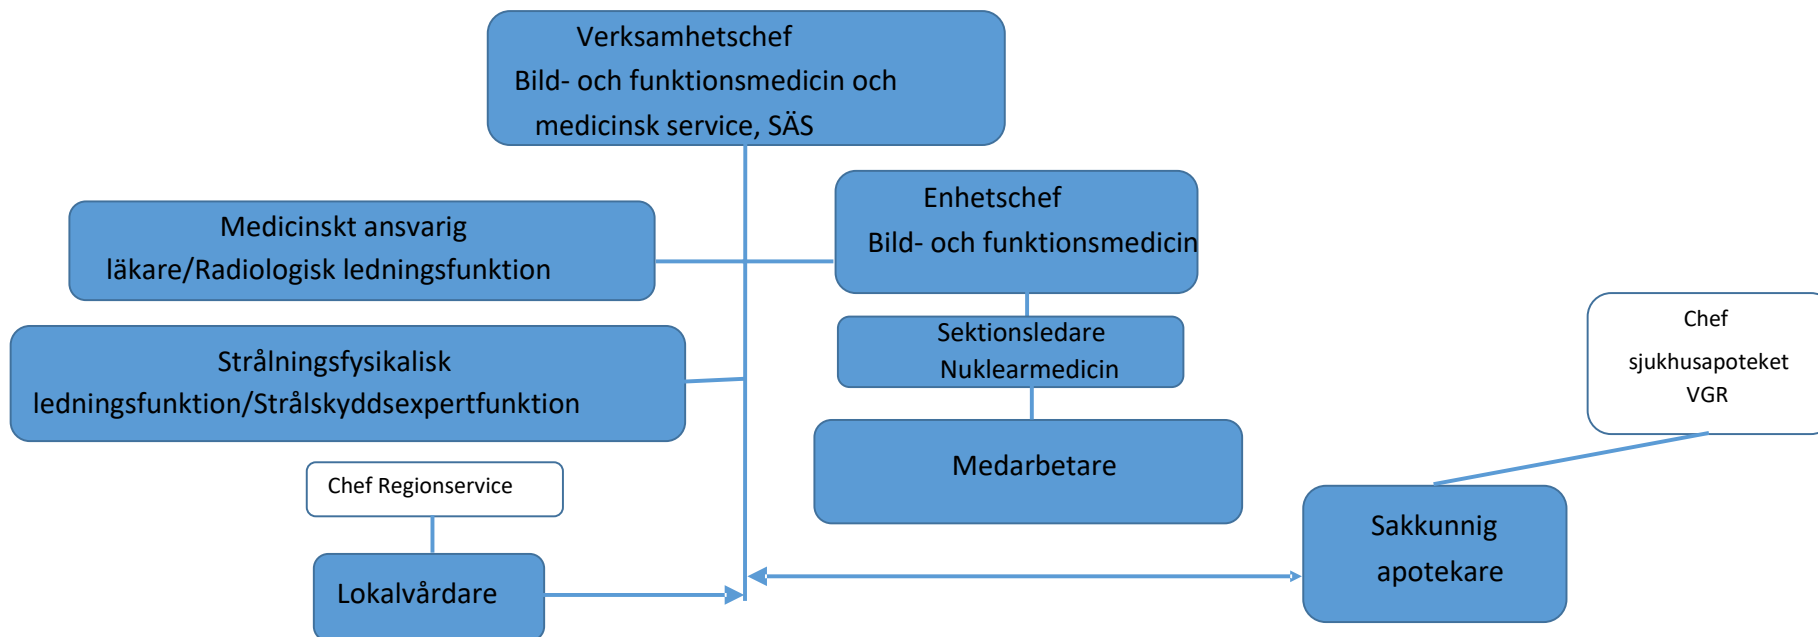 Verksamhetschef
Bild- och funktionsmedicin och
medicinsk service, SÄS
Medicinskt ansvarig
läkare/Radiologisk ledningsfunktion
Enhetschef
Bild- och funktionsmedicin
Strålningsfysikalisk
ledningsfunktion/Strålskyddsexpertfunktion
Sektionsledare
Nuklearmedicin
Chef
sjukhusapoteket
VGR
Medarbetare
Chef Regionservice
Lokalvårdare
Sakkunnig
apotekare